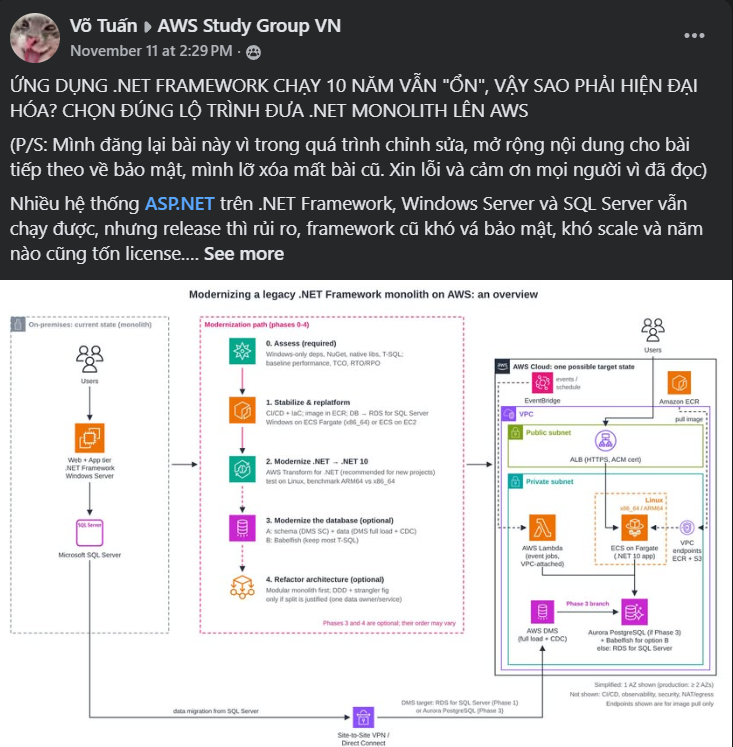 Võ Tuấn ▸ AWS Study Group VN
November 11 at 2:29 PM ·
ỨNG DỤNG .NET FRAMEWORK CHẠY 10 NĂM VẪN "ỔN", VẬY SAO PHẢI HIỆN ĐẠI
HÓA? CHỌN ĐÚNG LỘ TRÌNH ĐƯA .NET MONOLITH LÊN AWS
(P/S: Mình đăng lại bài này vì trong quá trình chỉnh sửa, mở rộng nội dung cho bài
tiếp theo về bảo mật, mình lỡ xóa mất bài cũ. Xin lỗi và cảm ơn mọi người vì đã đọc)
Nhiều hệ thống ASP.NET trên .NET Framework, Windows Server và SQL Server vẫn
chạy được, nhưng release thì rủi ro, framework cũ khó vá bảo mật, khó scale và năm
nào cũng tốn license.... See more
Modernizing a legacy .NET Framework monolith on AWS: an overview
On-premises: current state (monolith)
Users
Web + App tier
.NET Framework
Windows Server
SQL Server
Microsoft SQL Server
Modernization path (phases 0-4)
0. Assess (required)
Windows-only deps, NuGet, native libs, T-SQL;
baseline performance, TCO, RTO/RPO
1. Stabilize & replatform
CI/CD + IaC; image in ECR; DB → RDS for SQL Server
Windows on ECS Fargate (x86_64) or ECS on EC2
2. Modernize .NET → .NET 10
AWS Transform for .NET (recommended for new projects)
test on Linux, benchmark ARM64 vs x86_64
3. Modernize the database (optional)
A: schema (DMS SC) + data (DMS full load + CDC)
B: Babelfish (keep most T-SQL)
4. Refactor architecture (optional)
Modular monolith first; DDD + strangler fig
only if split is justified (one data owner/service)
Phases 3 and 4 are optional; their order may vary
Users
aws
AWS Cloud: one possible target state
events /
schedule
EventBridge
Amazon ECR
pull image
VPC
Public subnet
ALB (HTTPS, ACM cert)
Private subnet
Linux
x86_64 / ARM64
AWS Lambda
(event jobs,
VPC-attached)
ECS on Fargate
(.NET 10 app)
VPC
endpoints
ECR + S3
Phase 3 branch
AWS DMS
(full load + CDC)
Aurora PostgreSQL (if Phase 3)
+ Babelfish for option B
else: RDS for SQL Server
Simplified: 1 AZ shown (production: ≥ 2 AZs)
Not shown: CI/CD, observability, security, NAT/egress
Endpoints shown are for image pull only
data migration from SQL Server
DMS target: RDS for SQL Server (Phase 1)
or Aurora PostgreSQL (Phase 3)
Site-to-Site VPN /
Direct Connect